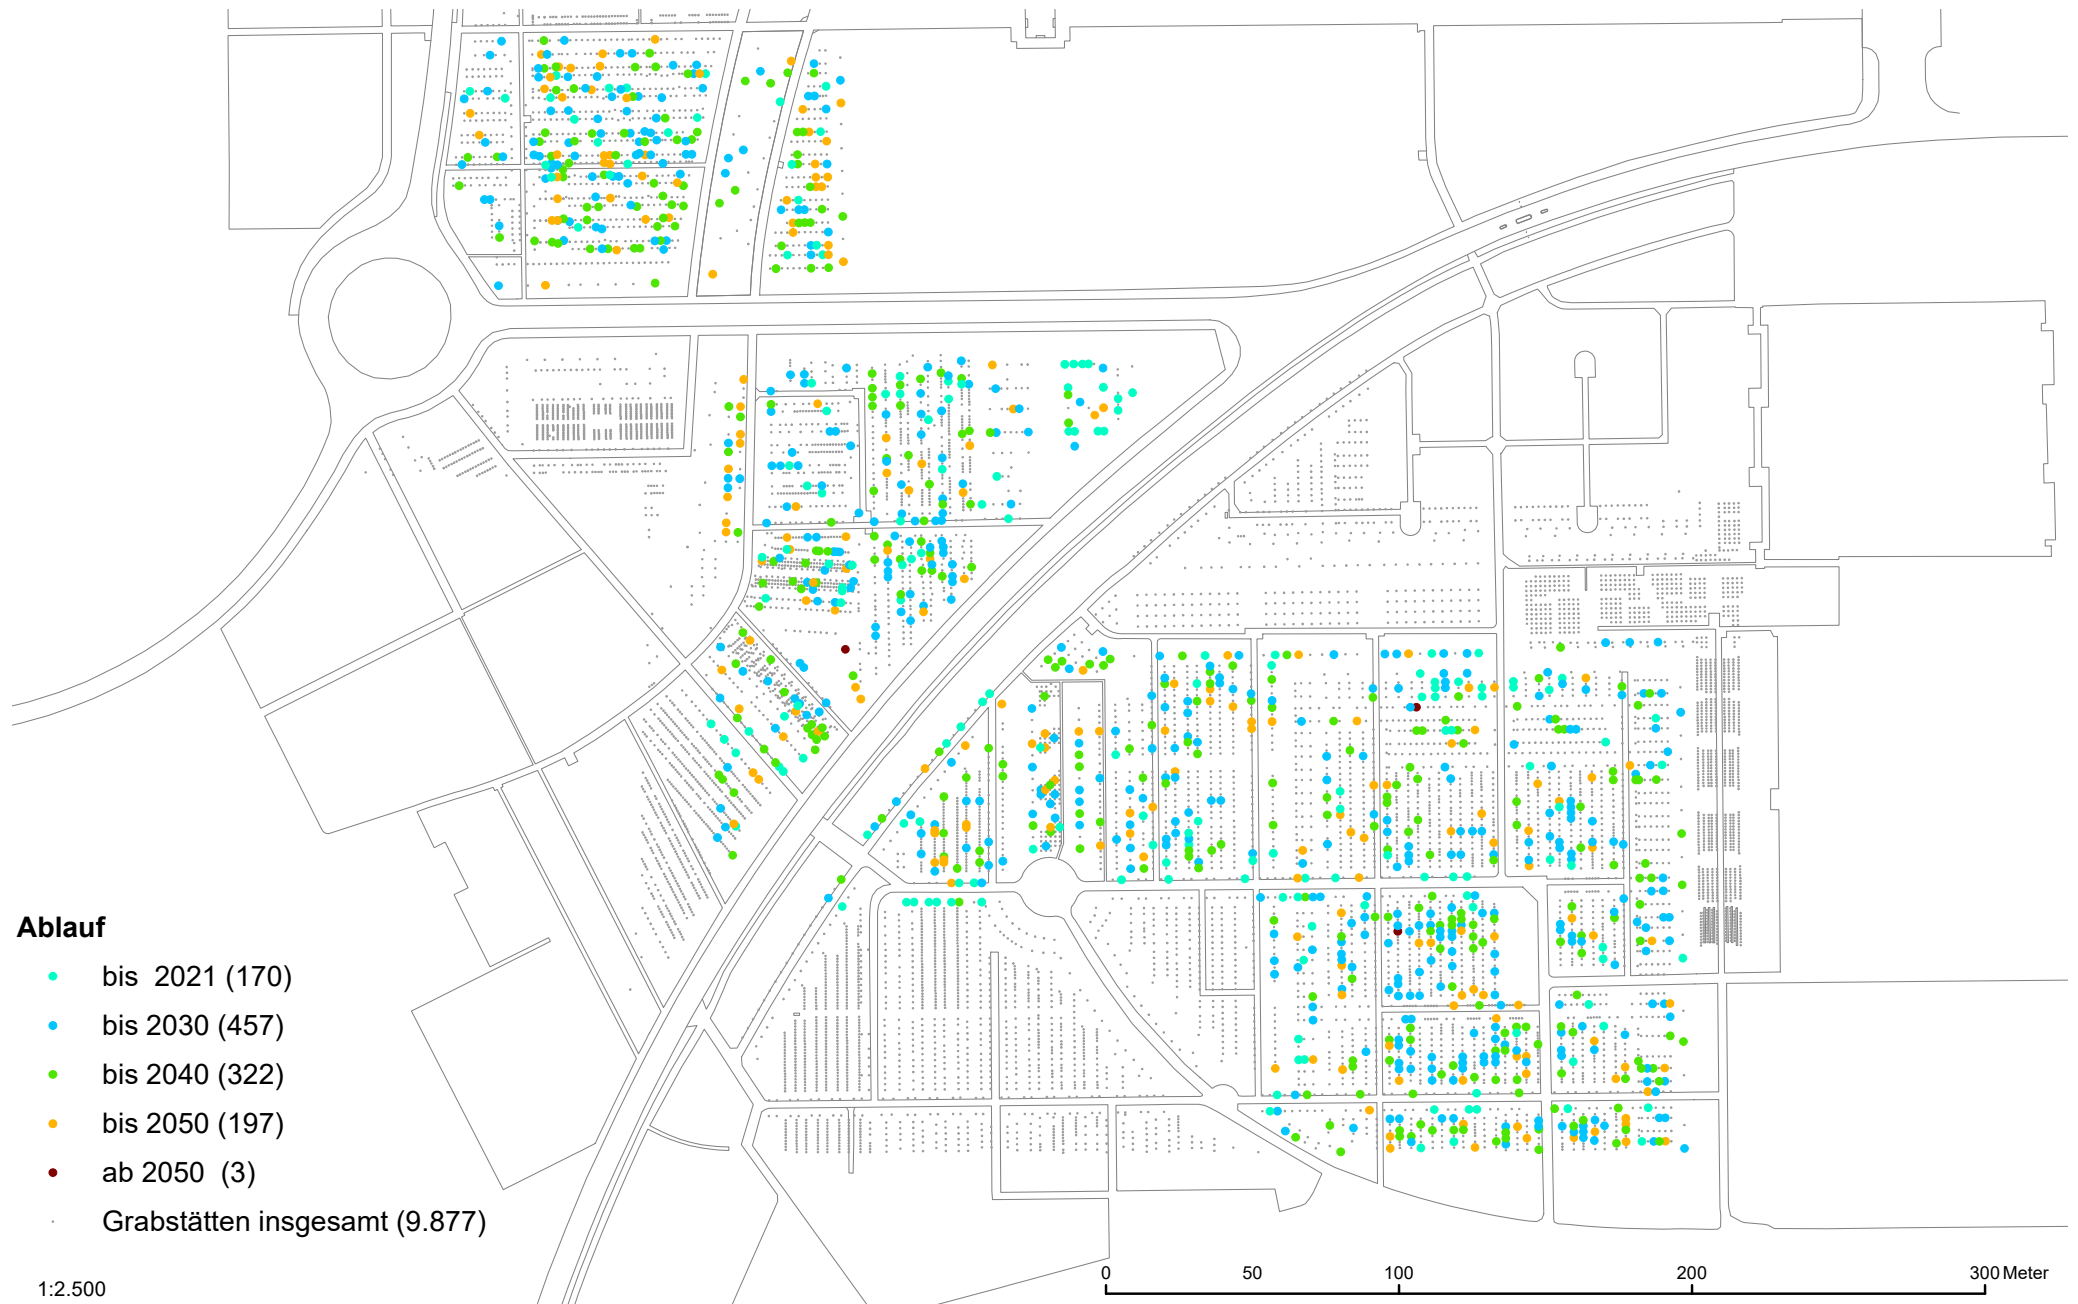 Ablauf
bis 2021 (170)
bis 2030 (457)
bis 2040 (322)
bis 2050 (197)
ab 2050 (3)
Grabstätten insgesamt (9.877)
1:2.500
0 50 100 200 300 Meter